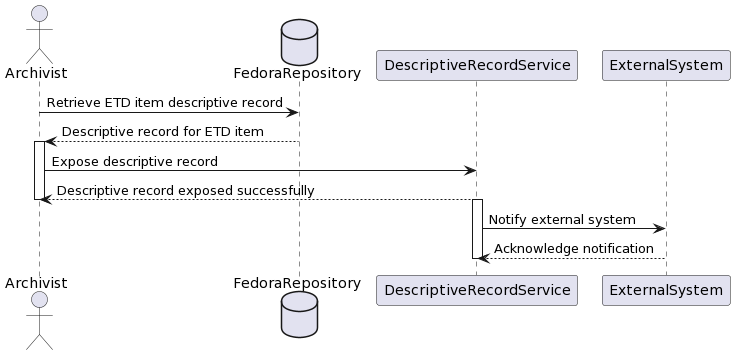 Archivist
FedoraRepository
DescriptiveRecordService
ExternalSystem
Retrieve ETD item descriptive record
Descriptive record for ETD item
Expose descriptive record
Descriptive record exposed successfully
Notify external system
Acknowledge notification
Archivist
FedoraRepository
DescriptiveRecordService
ExternalSystem